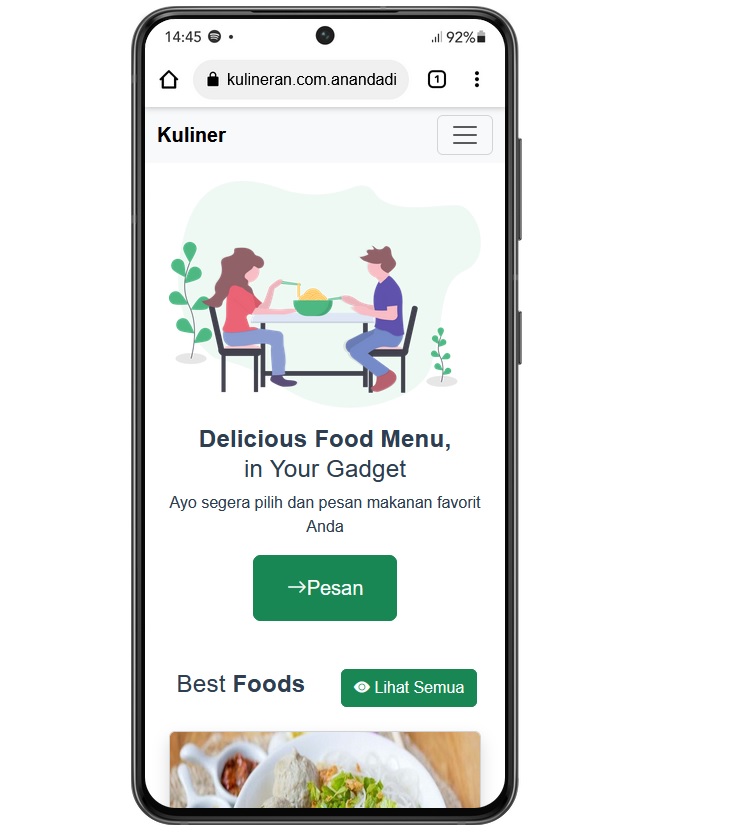 14:45
92%
kulineran.com.anandadi
1
Kuliner
Delicious Food Menu,
in Your Gadget
Ayo segera pilih dan pesan makanan favorit
Anda
→Pesan
Best Foods
Lihat Semua